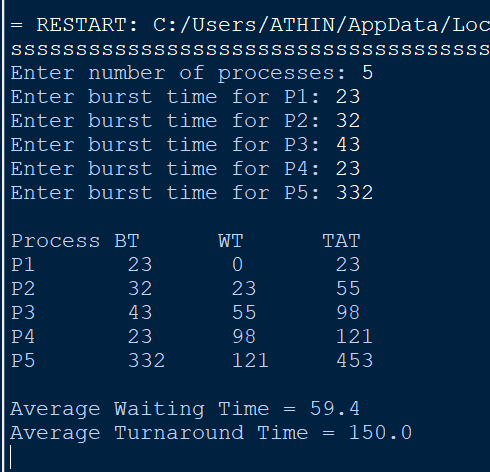 = RESTART: C:/Users/ATHIN/AppData/Loc
sssssssssssssssssssssssssssssssssssss
Enter number of processes: 5
Enter burst time for P1: 23
Enter burst time for P2: 32
Enter burst time for P3: 43
Enter burst time for P4: 23
Enter burst time for P5: 332
Process BT WT TAT
P1 23 0 23
P2 32 23 55
P3 43 55 98
P4 23 98 121
P5 332 121 453
Average Waiting Time = 59.4
Average Turnaround Time = 150.0